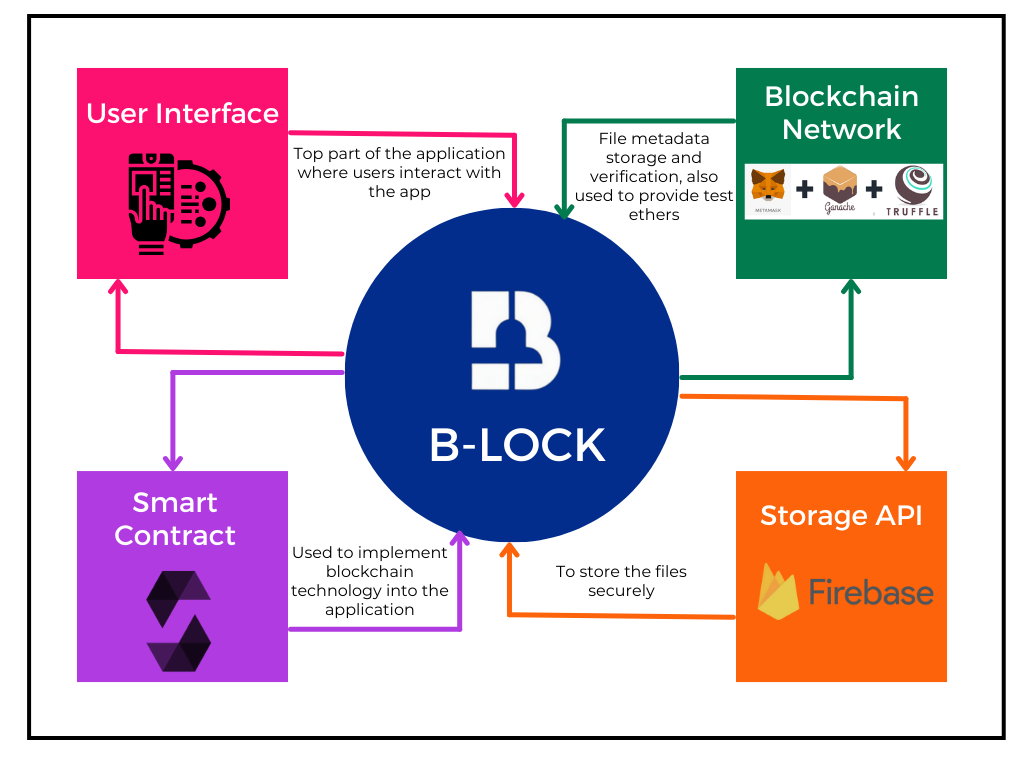 User Interface
Top part of the application
where users interact with
the app
Blockchain
Network
METAMASK
Ganache
TRUFFLE
File metadata
storage and
verification, also
used to provide test
ethers
B-LOCK
Smart
Contract
Used to implement
blockchain
technology into the
application
Storage API
Firebase
To store the files
securely